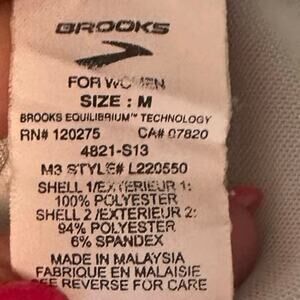 BROOKS
FOR WOMEN
SIZE : M
BROOKS EQUILIBRIUM™ TECHNOLOGY
RN# 120275 CA# 07820
4821-S13
M3 STYLE# L220550
SHELL 1/EXTERIEUR 1:
100% POLYESTER
SHELL 2 /EXTERIEUR 2:
94% POLYESTER
6% SPANDEX
MADE IN MALAYSIA
FABRIQUE EN MALAISIE
SEE REVERSE FOR CARE